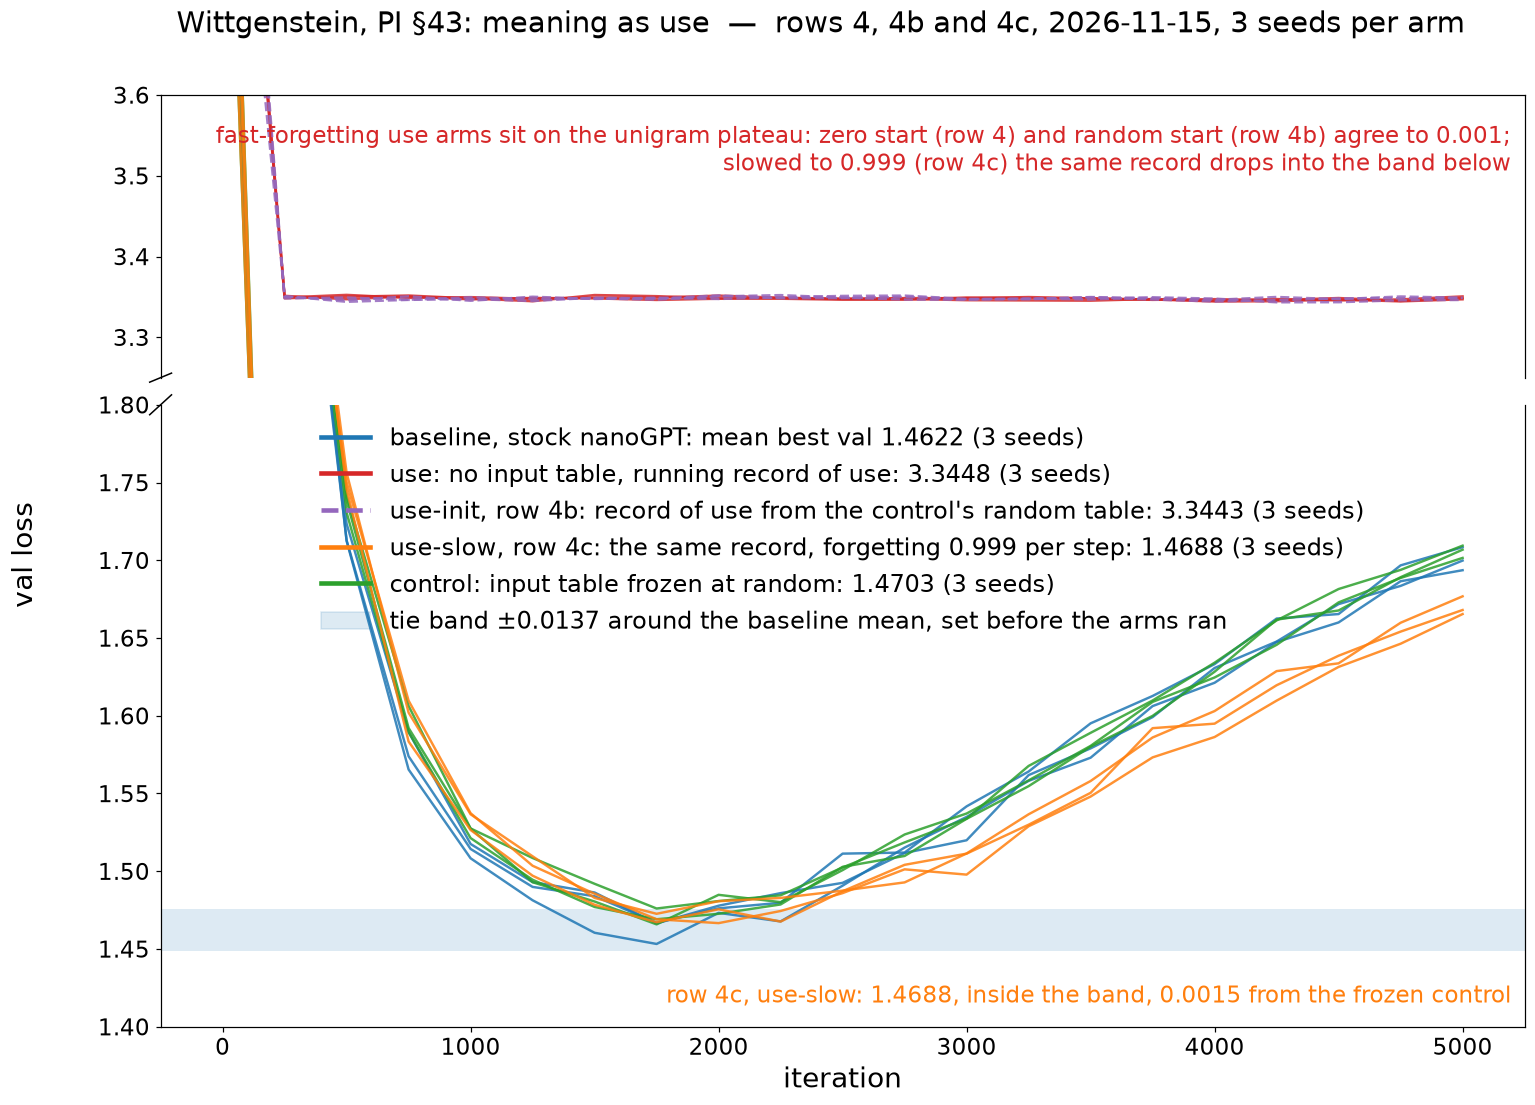 Wittgenstein, PI §43: meaning as use — rows 4, 4b and 4c, 2026-11-15, 3 seeds per arm
3.6
fast-forgetting use arms sit on the unigram plateau: zero start (row 4) and random start (row 4b) agree to 0.001;
slowed to 0.999 (row 4c) the same record drops into the band below
3.5
3.4
3.3
1.80
baseline, stock nanoGPT: mean best val 1.4622 (3 seeds)
use: no input table, running record of use: 3.3448 (3 seeds)
1.75
use-init, row 4b: record of use from the control's random table: 3.3443 (3 seeds)
use-slow, row 4c: the same record, forgetting 0.999 per step: 1.4688 (3 seeds)
1.70
control: input table frozen at random: 1.4703 (3 seeds)
tie band ±0.0137 around the baseline mean, set before the arms ran
1.65
val loss
1.60
1.55
1.50
1.45
row 4c, use-slow: 1.4688, inside the band, 0.0015 from the frozen control
1.40
0 1000 2000 3000 4000 5000
iteration